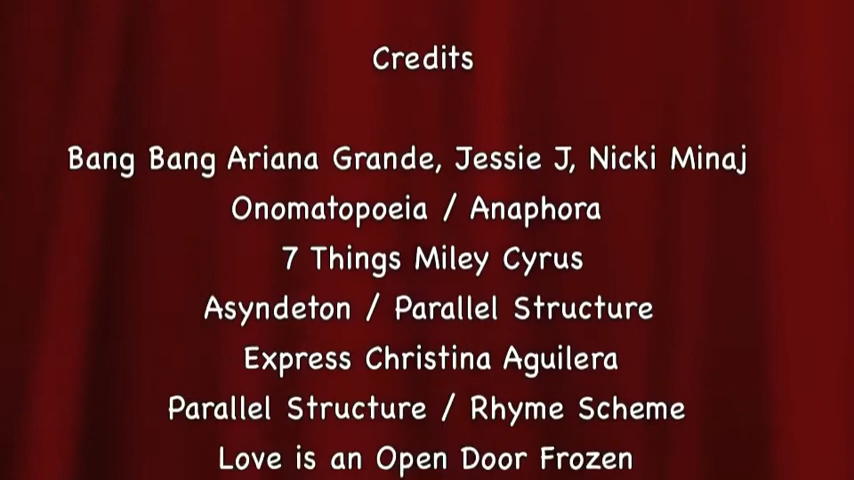 Credits
Bang Bang Ariana Grande, Jessie J, Nicki Minaj
Onomatopoeia / Anaphora
7 Things Miley Cyrus
Asyndeton / Parallel Structure
Express Christina Aguilera
Parallel Structure / Rhyme Scheme
Love is an Open Door Frozen